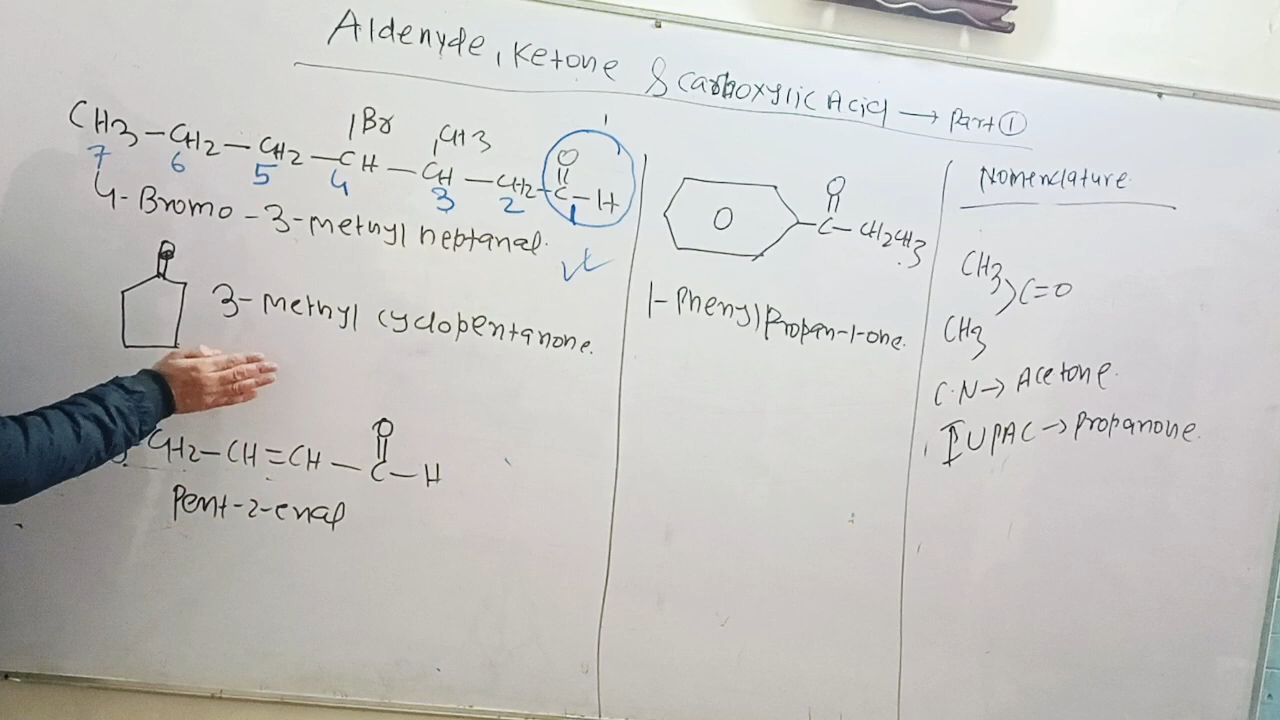 Aldehyde, Ketone & Carboxylic Acid → Part ①
CH3–CH2–CH2–CH–CH–CH2–C–H
Br CH3 O
7 6 5 4 3 2 1
4-Bromo-3-methyl heptanal.
O
3-methyl cyclopentanone.
CH2–CH=CH–C–H
O
Pent-2-enal
O
C–CH2CH3
1-Phenyl Propan-1-one.
Nomenclature
CH3
C=O
CH3
C.N→ Acetone.
IUPAC→Propanone.